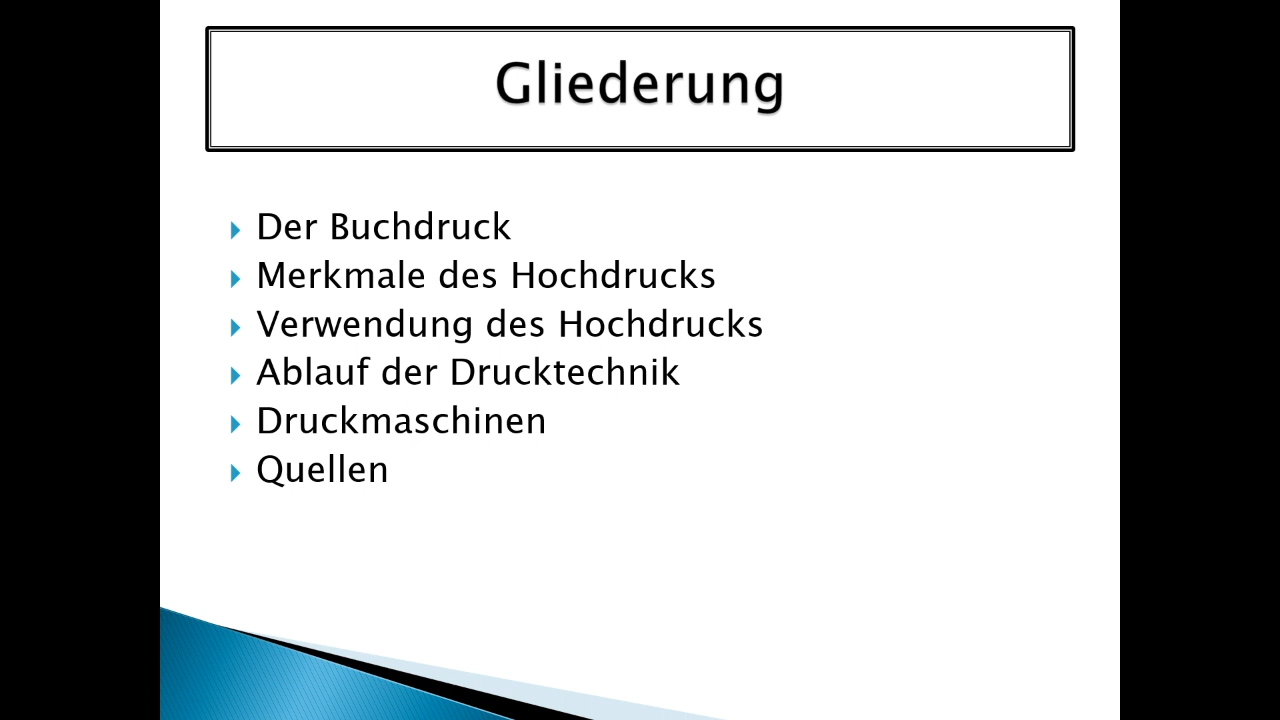 Gliederung
Der Buchdruck
Merkmale des Hochdrucks
Verwendung des Hochdrucks
Ablauf der Drucktechnik
Druckmaschinen
Quellen